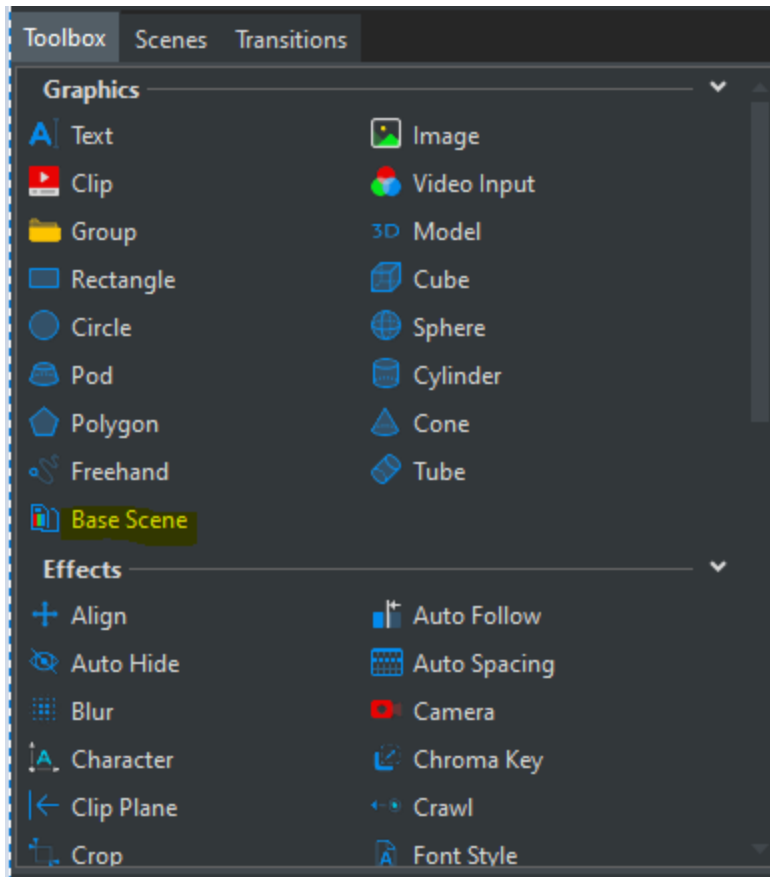 Toolbox Scenes Transitions
Graphics
Text Image
Clip Video Input
Group 3D Model
Rectangle Cube
Circle Sphere
Pod Cylinder
Polygon Cone
Freehand Tube
Base Scene
Effects
Align Auto Follow
Auto Hide Auto Spacing
Blur Camera
Character Chroma Key
Clip Plane Crawl
Crop Font Style